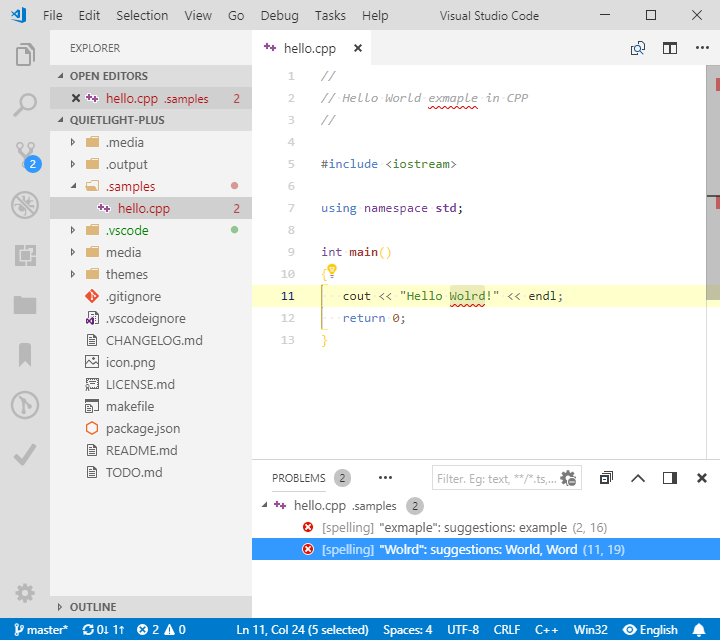 File Edit Selection View Go Debug Tasks Help Visual Studio Code
EXPLORER
OPEN EDITORS
hello.cpp .samples 2
QUIETLIGHT-PLUS
.media
.output
.samples
hello.cpp 2
.vscode
media
themes
.gitignore
.vscodeignore
CHANGELOG.md
icon.png
LICENSE.md
makefile
package.json
README.md
TODO.md
OUTLINE
2
hello.cpp
1 //
2 // Hello World exmaple in CPP
3 //
4
5 #include <iostream>
6
7 using namespace std;
8
9 int main()
10 {
11 cout << "Hello Wolrd!" << endl;
12 return 0;
13 }
PROBLEMS 2 Filter. Eg: text, **/*.ts,...
hello.cpp .samples 2
[spelling] "exmaple": suggestions: example (2, 16)
[spelling] "Wolrd": suggestions: World, Word (11, 19)
master* 0↓ 1↑ 2 0 Ln 11, Col 24 (5 selected) Spaces: 4 UTF-8 CRLF C++ Win32 English